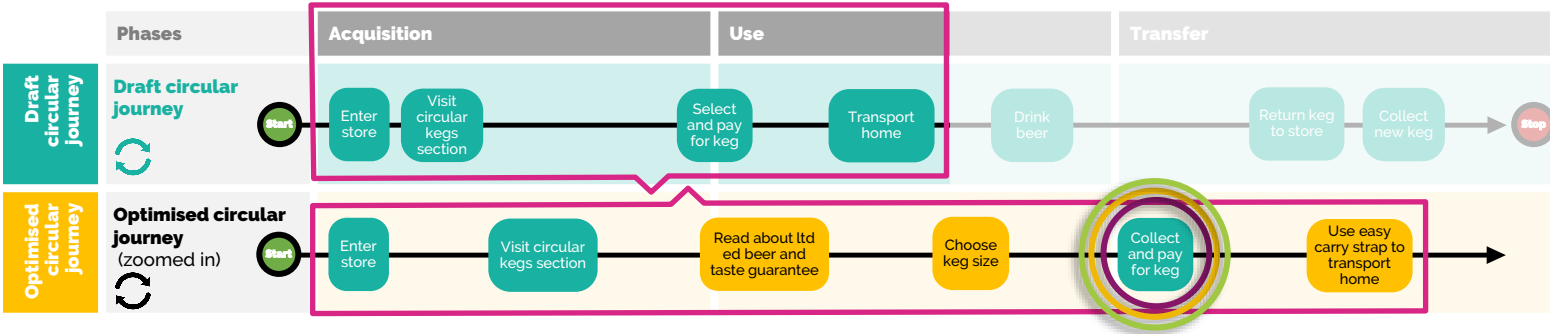 Phases
Acquisition
Use
Transfer
Draft
circular
journey
Draft circular
journey
Start
Enter
store
Visit
circular
kegs
section
Select
and pay
for keg
Transport
home
Drink
beer
Return keg
to store
Collect
new keg
Stop
Optimised
circular
journey
Optimised circular
journey
(zoomed in)
Start
Enter
store
Visit circular
kegs section
Read about ltd
ed beer and
taste guarantee
Choose
keg size
Collect
and pay
for keg
Use easy
carry strap to
transport
home